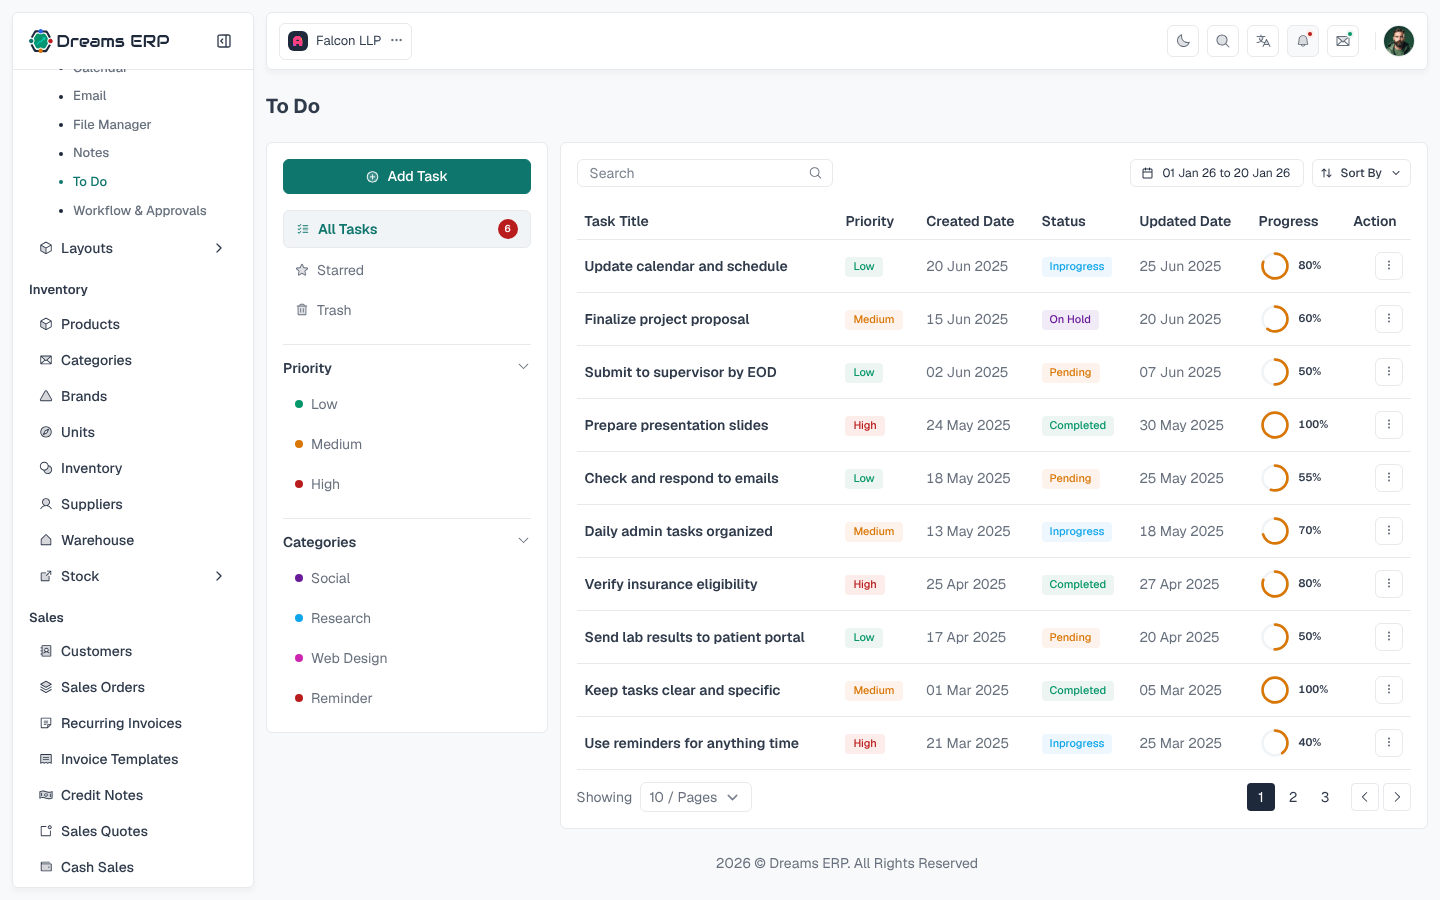 Dreams ERP
Calendar
Email
File Manager
Notes
To Do
Workflow & Approvals
Layouts
Inventory
Products
Categories
Brands
Units
Inventory
Suppliers
Warehouse
Stock
Sales
Customers
Sales Orders
Recurring Invoices
Invoice Templates
Credit Notes
Sales Quotes
Cash Sales
Falcon LLP
To Do
Add Task
All Tasks 6
Starred
Trash
Priority
Low
Medium
High
Categories
Social
Research
Web Design
Reminder
Search 01 Jan 26 to 20 Jan 26 Sort By
Task Title Priority Created Date Status Updated Date Progress Action
Update calendar and schedule Low 20 Jun 2025 Inprogress 25 Jun 2025 80%
Finalize project proposal Medium 15 Jun 2025 On Hold 20 Jun 2025 60%
Submit to supervisor by EOD Low 02 Jun 2025 Pending 07 Jun 2025 50%
Prepare presentation slides High 24 May 2025 Completed 30 May 2025 100%
Check and respond to emails Low 18 May 2025 Pending 25 May 2025 55%
Daily admin tasks organized Medium 13 May 2025 Inprogress 18 May 2025 70%
Verify insurance eligibility High 25 Apr 2025 Completed 27 Apr 2025 80%
Send lab results to patient portal Low 17 Apr 2025 Pending 20 Apr 2025 50%
Keep tasks clear and specific Medium 01 Mar 2025 Completed 05 Mar 2025 100%
Use reminders for anything time High 21 Mar 2025 Inprogress 25 Mar 2025 40%
Showing 10 / Pages 1 2 3
2026 © Dreams ERP. All Rights Reserved